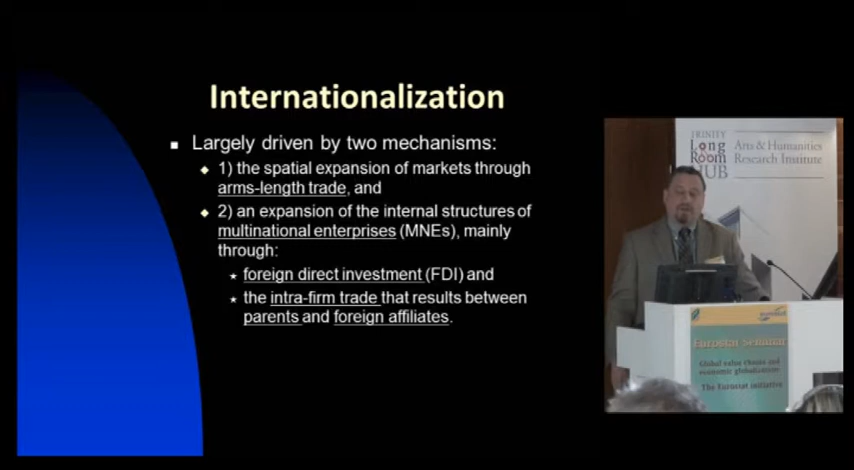 Internationalization
Largely driven by two mechanisms:
1) the spatial expansion of markets through
arms-length trade, and
2) an expansion of the internal structures of
multinational enterprises (MNEs), mainly
through:
foreign direct investment (FDI) and
the intra-firm trade that results between
parents and foreign affiliates.
TRINITY
Long
Room
HUB
Arts & Humanities
Research Institute
Eurostat Seminar
Global value chains and
economic globalization
The Eurostat initiative